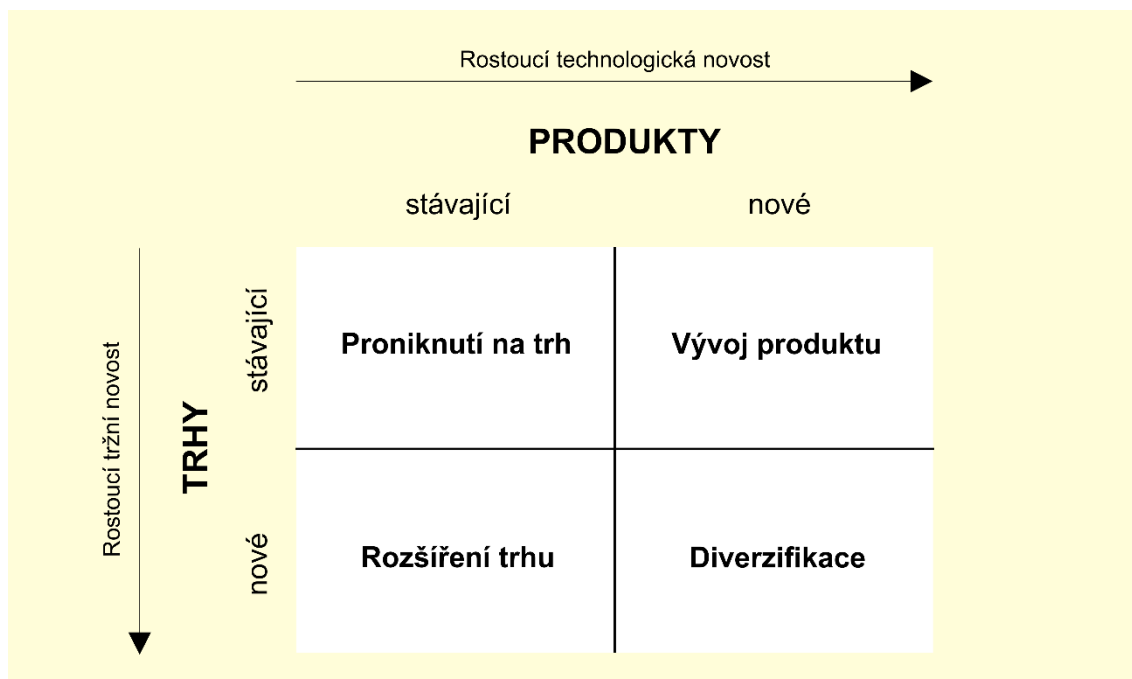 Rostoucí technologická novost
PRODUKTY
stávající
nové
Rostoucí tržní novost
TRHY
stávající
Proniknutí na trh
Vývoj produktu
nové
Rozšíření trhu
Diverzifikace